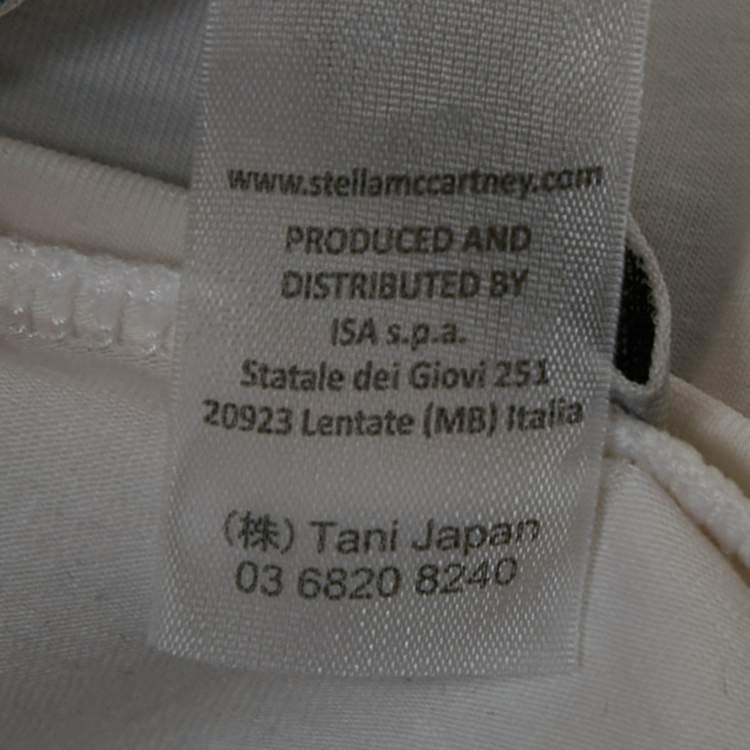 www.stellamccartney.com
PRODUCED AND
DISTRIBUTED BY
ISA s.p.a.
Statale dei Giovi 251
20923 Lentate (MB) Italia
(株) Tani Japan
03 6820 8240